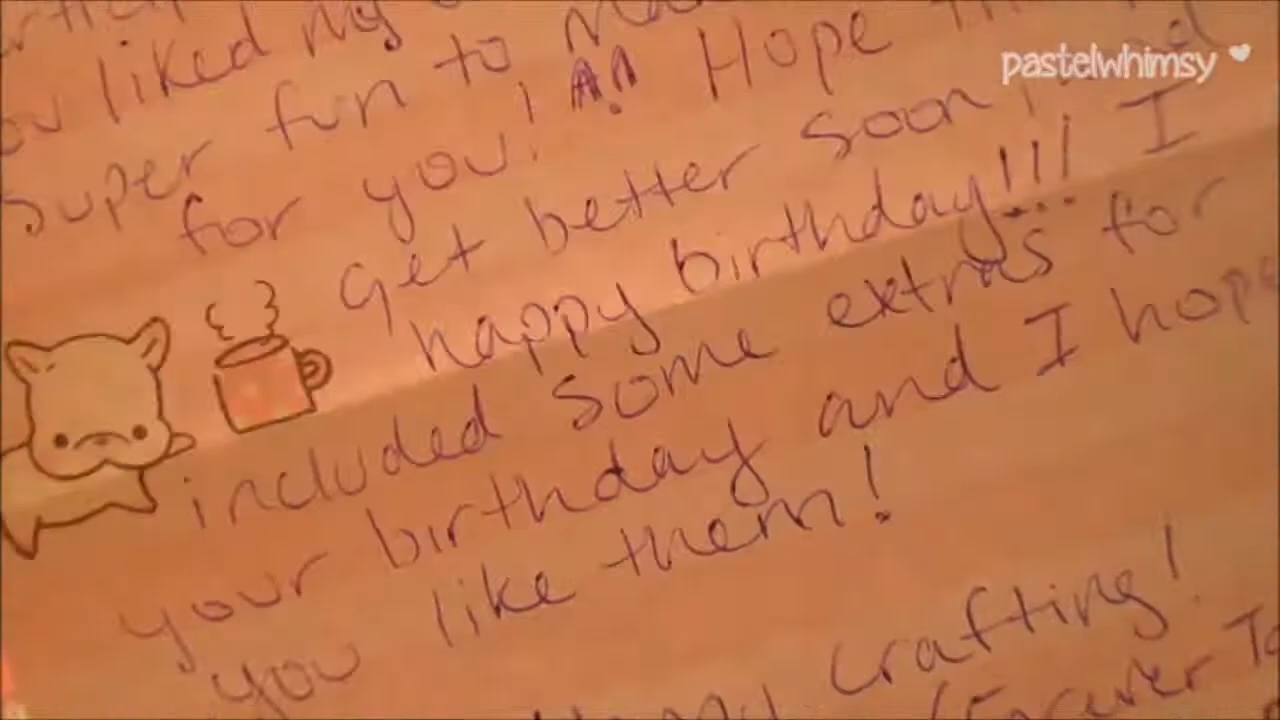 pastelwhimsy
liked my
super fun to
for you! Hope
get better soon!
happy birthday!!! I
included some extras for
your birthday and I hope
you like them!
crafting!